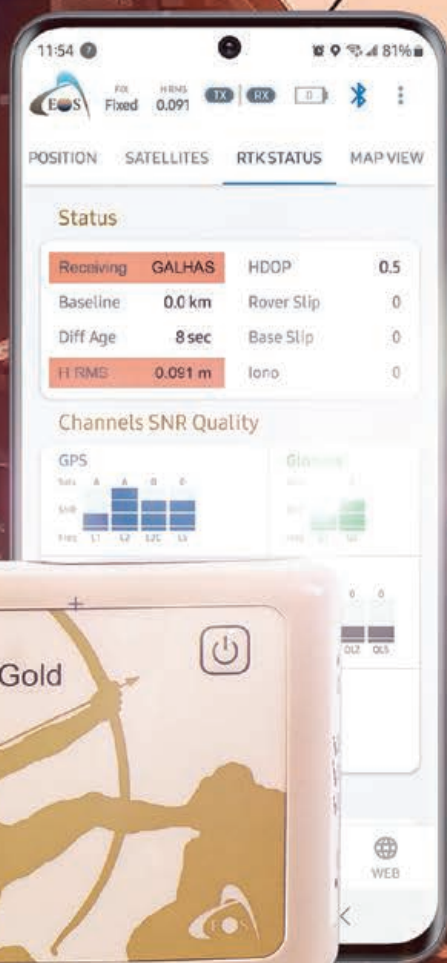 11:54
81%
EOS
FIX
Fixed
H RMS
0.091
TX
RX
0
POSITION
SATELLITES
RTK STATUS
MAP VIEW
Status
Receiving GALHAS
HDOP 0.5
Baseline 0.0 km
Rover Slip 0
Diff Age 8 sec
Base Slip 0
H RMS 0.091 m
Iono 0
Channels SNR Quality
GPS
Glonass
Sats
SNR
Freq L1 L2 L2C L5
0 0
QL2 QL5
Gold
EOS
WEB